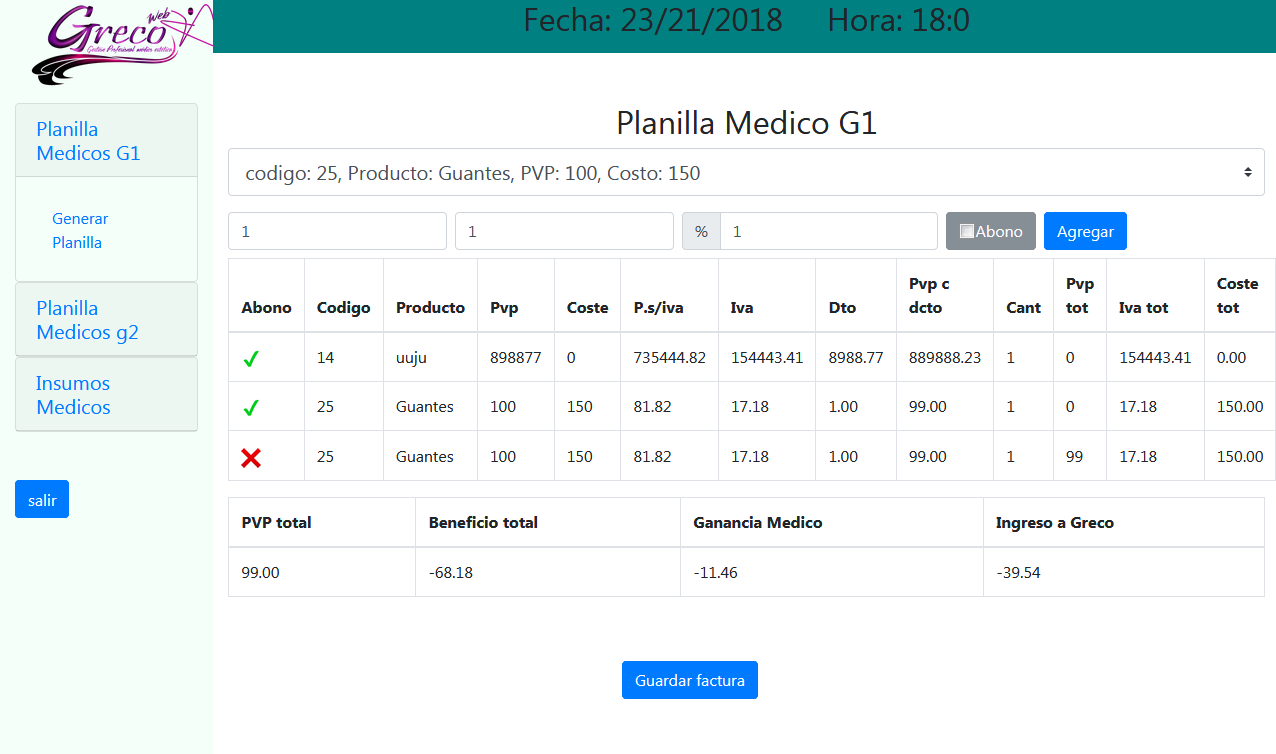 Greco Web
Gestión Profesional médico estética
Fecha: 23/21/2018 Hora: 18:0
Planilla
Medicos G1
Generar
Planilla
Planilla
Medicos g2
Insumos
Medicos
salir
Planilla Medico G1
codigo: 25, Producto: Guantes, PVP: 100, Costo: 150
1 1 % 1 Abono Agregar
Abono Codigo Producto Pvp Coste P.s/iva Iva Dto Pvp c dcto Cant Pvp tot Iva tot Coste tot
14 uuju 898877 0 735444.82 154443.41 8988.77 889888.23 1 0 154443.41 0.00
25 Guantes 100 150 81.82 17.18 1.00 99.00 1 0 17.18 150.00
25 Guantes 100 150 81.82 17.18 1.00 99.00 1 99 17.18 150.00
PVP total Beneficio total Ganancia Medico Ingreso a Greco
99.00 -68.18 -11.46 -39.54
Guardar factura